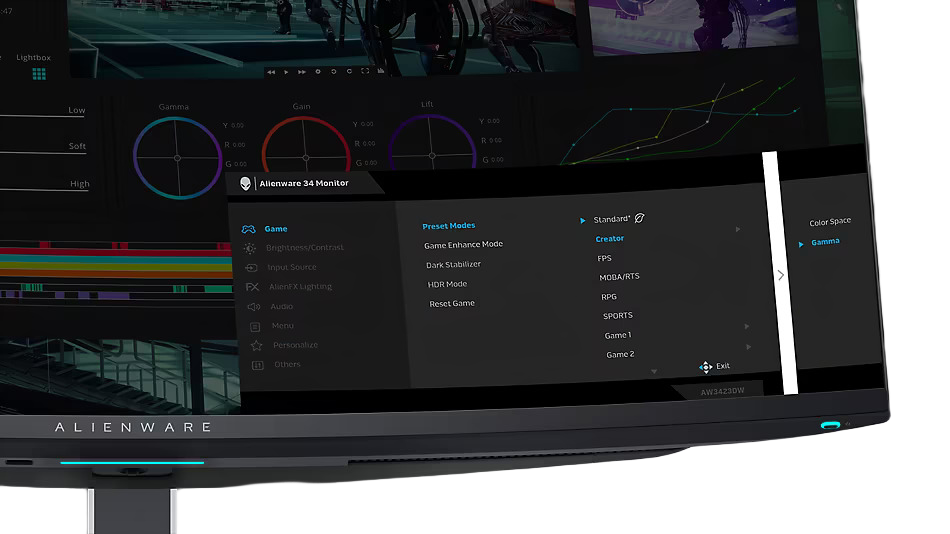 :47
Lightbox
Low
Soft
High
Gamma
Y 0.00
R 0.00
G 0.00
Gain
Y 0.00
R 0.00
G 0.00
Lift
Y 0.00
R 0.00
G 0.00
Alienware 34 Monitor
Game
Brightness/Contrast
Input Source
FX AlienFX Lighting
Audio
Menu
Personalize
Others
Preset Modes
Game Enhance Mode
Dark Stabilizer
HDR Mode
Reset Game
Standard*
Creator
FPS
MOBA/RTS
RPG
SPORTS
Game 1
Game 2
Exit
AW3423DW
Color Space
Gamma
ALIENWARE